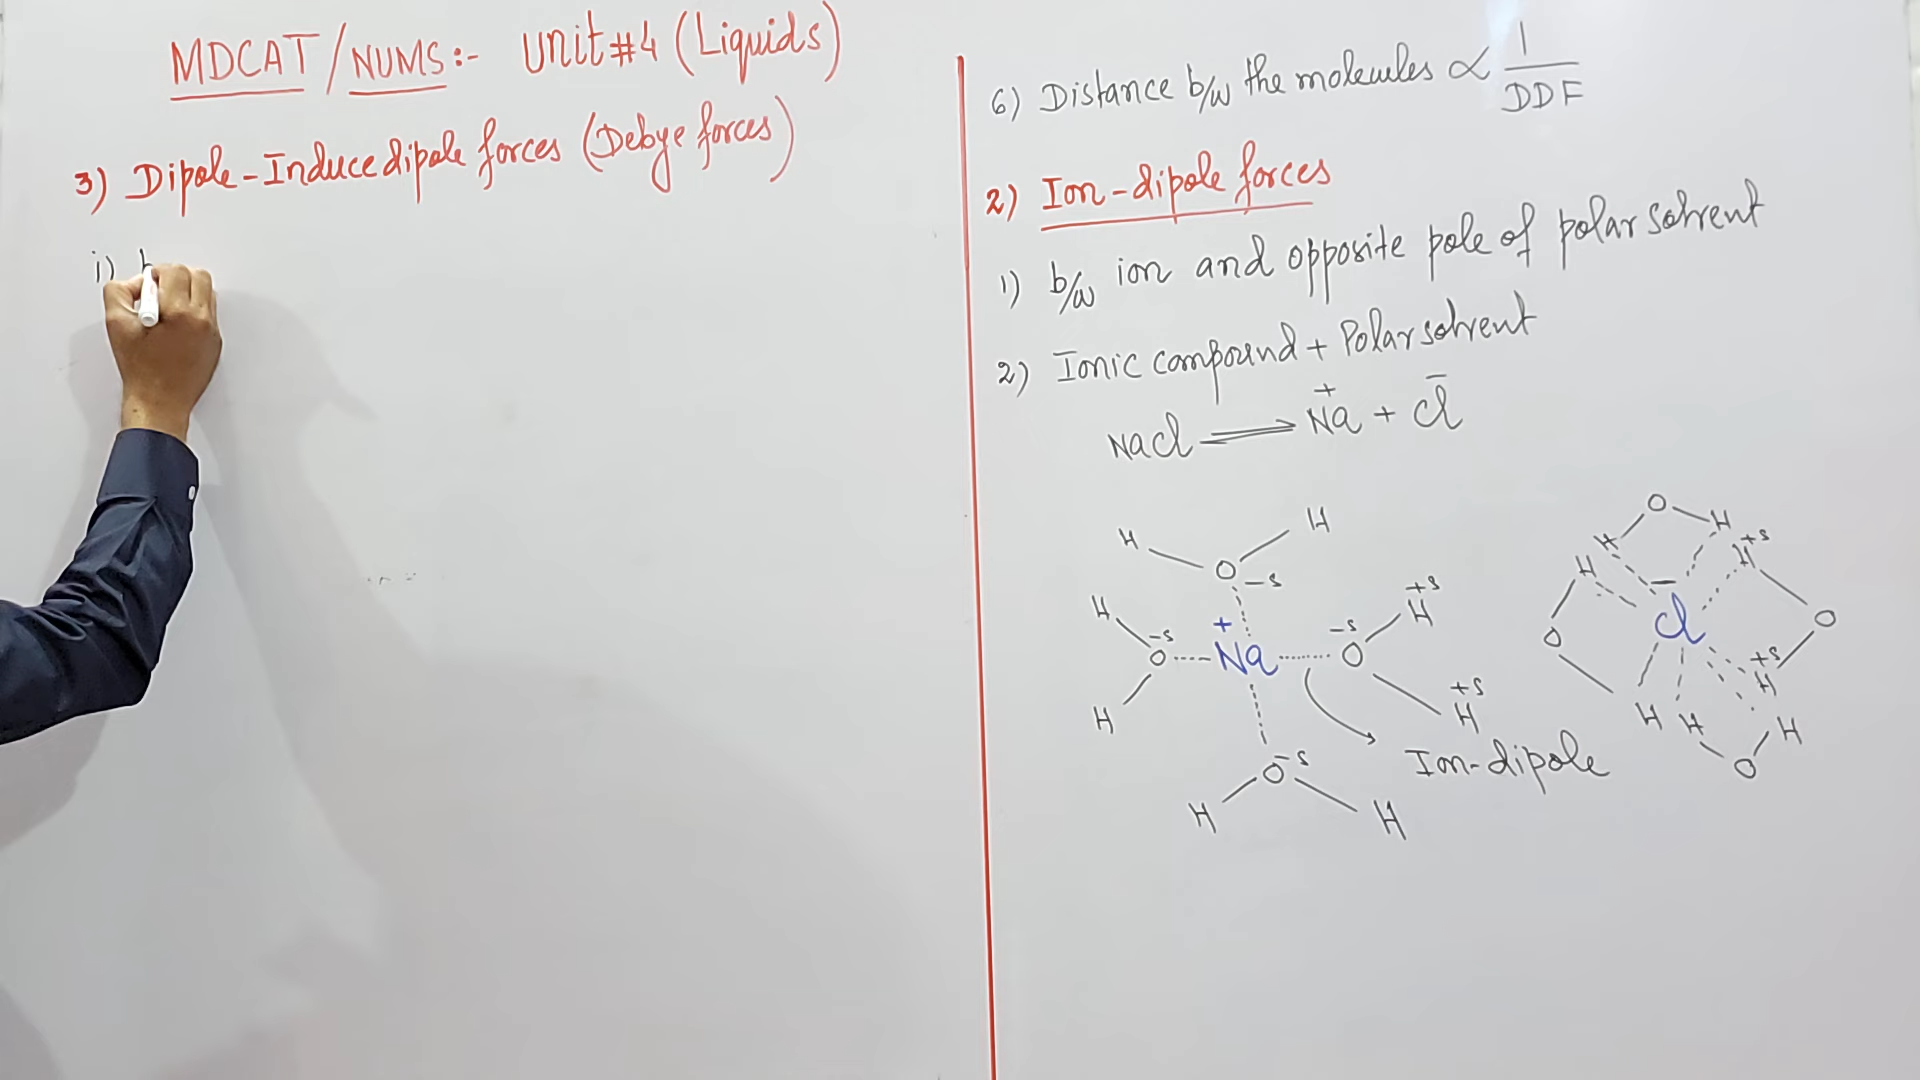 MDCAT/NUMS:- Unit#4 (Liquids)
3) Dipole-Induce dipole forces (Debye forces)
i) b
6) Distance b/w the molecules ∝ 1/DDF
2) Ion-dipole forces
1) b/w ion and opposite pole of polar solvent
2) Ionic compound + Polar solvent
NaCl ⇌ Na⁺ + Cl⁻
H H
O -δ
H H +δ
+
-δ -δ
O Na O
H H +δ
Ion-dipole
O -δ
H H
O H
H H +δ
H
−
Cl
O O
H +δ
H H H
O